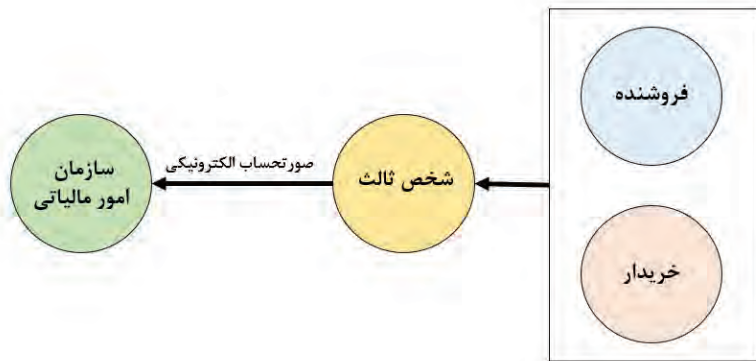 فروشنده
خریدار
شخص ثالث
صورتحساب الکترونیکی
سازمان
امور مالیاتی